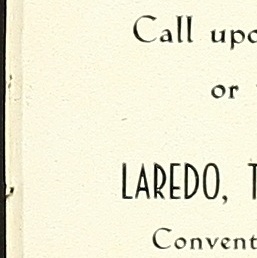 Call upo
or
LAREDO, T
Convent